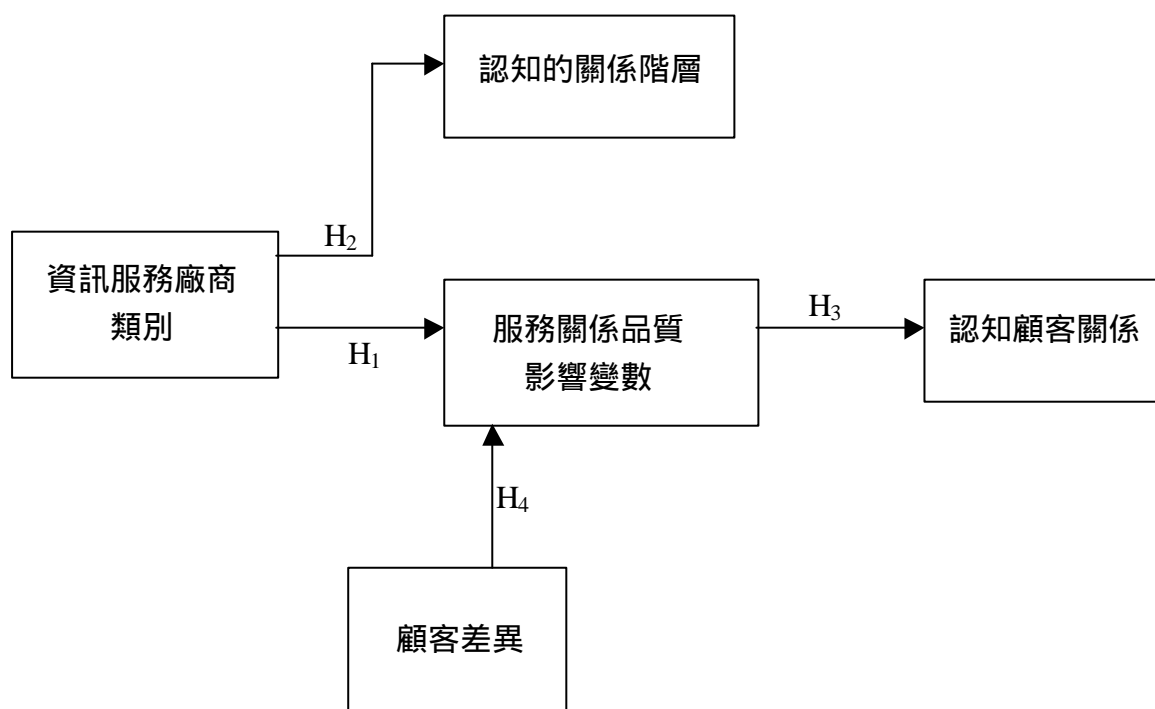 認知的關係階層
H₂
資訊服務廠商
類別
H₁
服務關係品質
影響變數
H₃
認知顧客關係
H₄
顧客差異